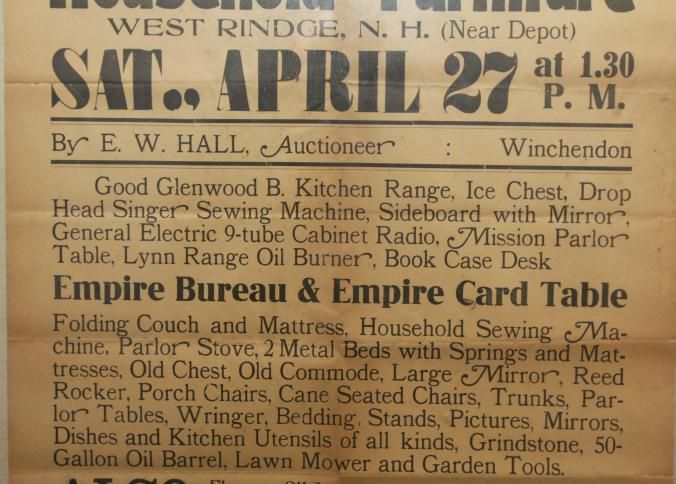 Household Furniture
WEST RINDGE, N. H. (Near Depot)
SAT., APRIL 27 at 1.30 P. M.
By E. W. HALL, Auctioneer : Winchendon
Good Glenwood B. Kitchen Range, Ice Chest, Drop
Head Singer Sewing Machine, Sideboard with Mirror,
General Electric 9-tube Cabinet Radio, Mission Parlor
Table, Lynn Range Oil Burner, Book Case Desk
Empire Bureau & Empire Card Table
Folding Couch and Mattress, Household Sewing Ma-
chine, Parlor Stove, 2 Metal Beds with Springs and Mat-
tresses, Old Chest, Old Commode, Large Mirror, Reed
Rocker, Porch Chairs, Cane Seated Chairs, Trunks, Par-
lor Tables, Wringer, Bedding, Stands, Pictures, Mirrors,
Dishes and Kitchen Utensils of all kinds, Grindstone, 50-
Gallon Oil Barrel, Lawn Mower and Garden Tools.
ALSO